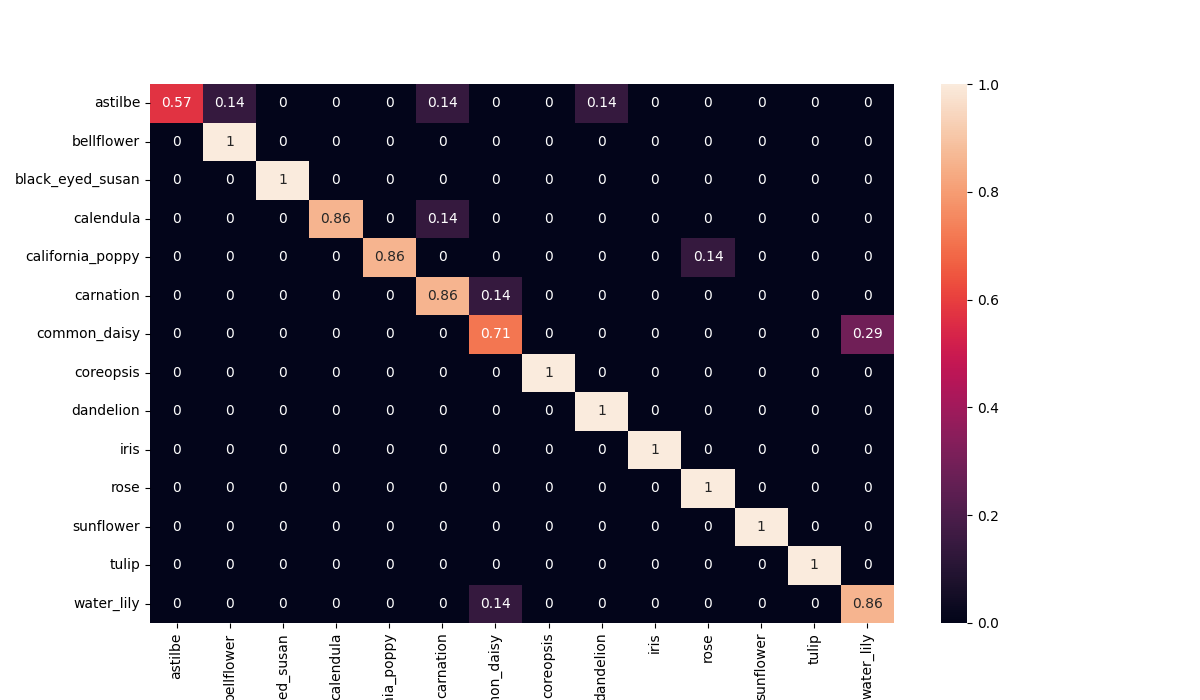 astilbe 0.57 0.14 0 0 0 0.14 0 0 0.14 0 0 0 0 0
bellflower 0 1 0 0 0 0 0 0 0 0 0 0 0 0
black_eyed_susan 0 0 1 0 0 0 0 0 0 0 0 0 0 0
calendula 0 0 0 0.86 0 0.14 0 0 0 0 0 0 0 0
california_poppy 0 0 0 0 0.86 0 0 0 0 0 0.14 0 0 0
carnation 0 0 0 0 0 0.86 0.14 0 0 0 0 0 0 0
common_daisy 0 0 0 0 0 0 0.71 0 0 0 0 0 0 0.29
coreopsis 0 0 0 0 0 0 0 1 0 0 0 0 0 0
dandelion 0 0 0 0 0 0 0 0 1 0 0 0 0 0
iris 0 0 0 0 0 0 0 0 0 1 0 0 0 0
rose 0 0 0 0 0 0 0 0 0 0 1 0 0 0
sunflower 0 0 0 0 0 0 0 0 0 0 0 1 0 0
tulip 0 0 0 0 0 0 0 0 0 0 0 0 1 0
water_lily 0 0 0 0 0 0 0.14 0 0 0 0 0 0 0.86
astilbe
bellflower
ed_susan
calendula
ia_poppy
carnation
on_daisy
coreopsis
dandelion
iris
rose
sunflower
tulip
water_lily
1.0
0.8
0.6
0.4
0.2
0.0